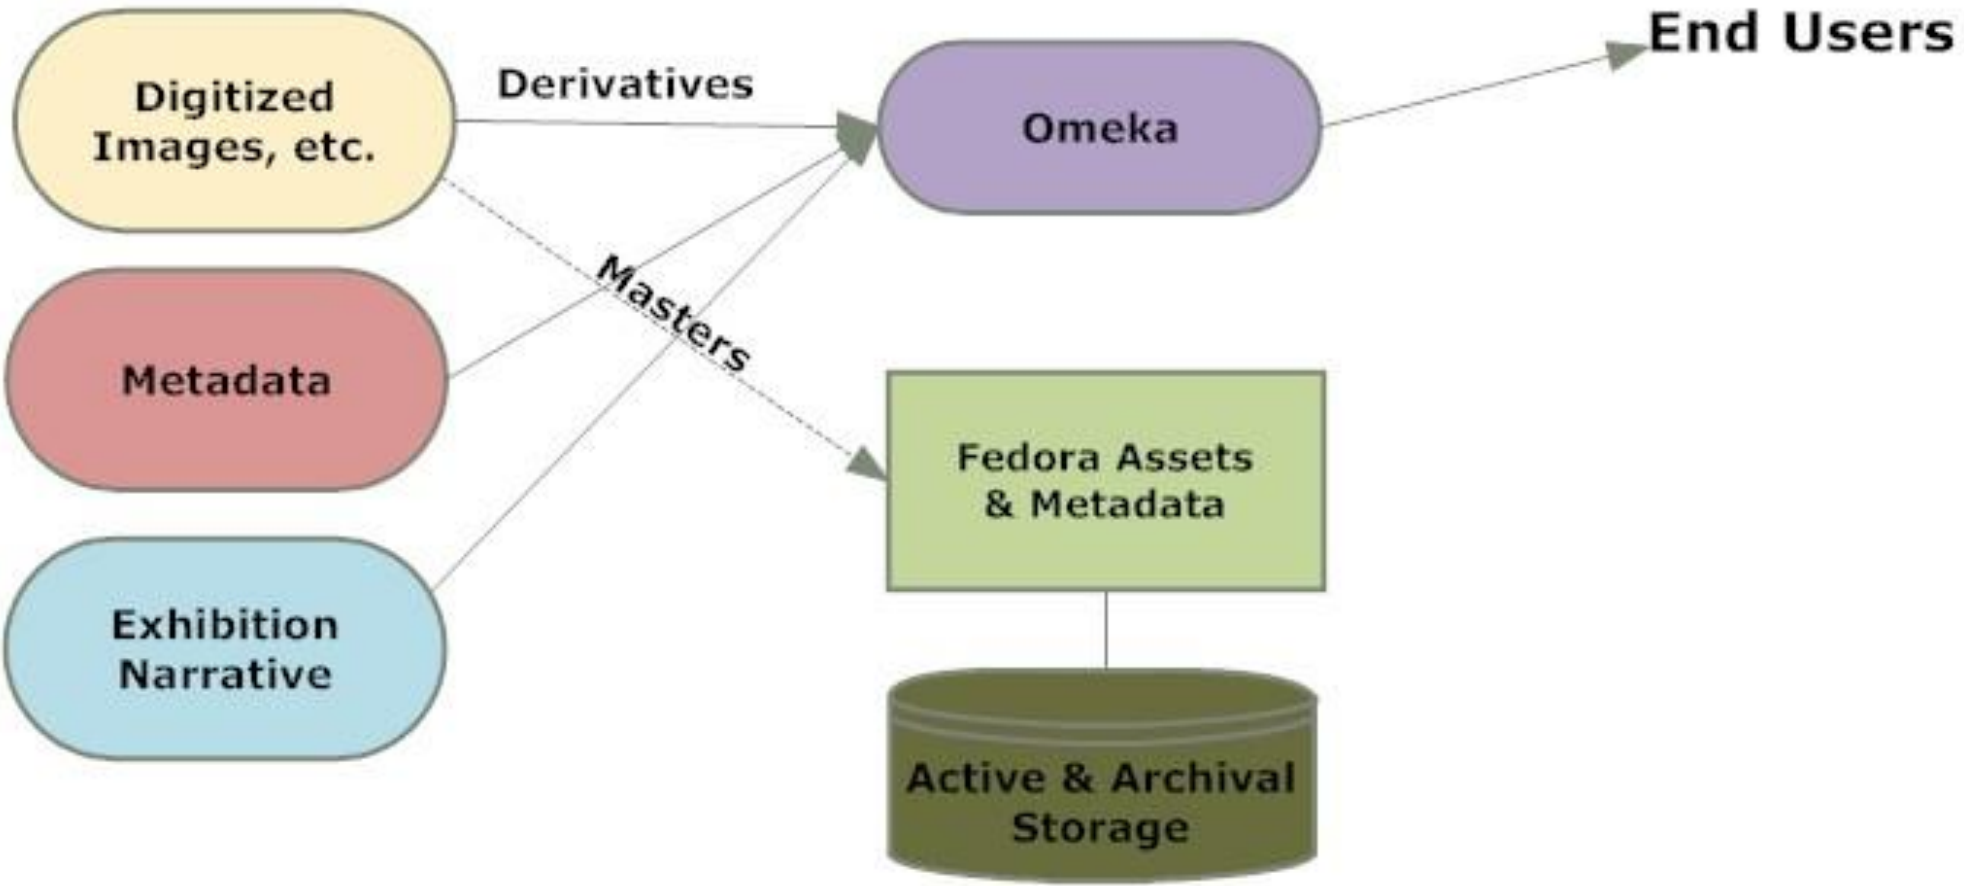 End Users
Derivatives
Digitized
Images, etc.
Omeka
Masters
Metadata
Fedora Assets
& Metadata
Exhibition
Narrative
Active & Archival
Storage